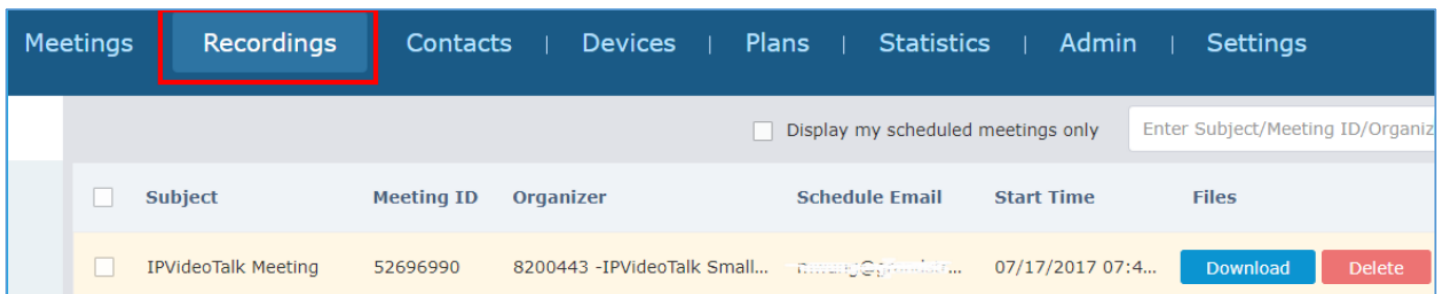 Meetings Recordings Contacts | Devices | Plans | Statistics | Admin | Settings
Display my scheduled meetings only Enter Subject/Meeting ID/Organiz
Subject Meeting ID Organizer Schedule Email Start Time Files
IPVideoTalk Meeting 52696990 8200443 -IPVideoTalk Small... 07/17/2017 07:4... Download Delete